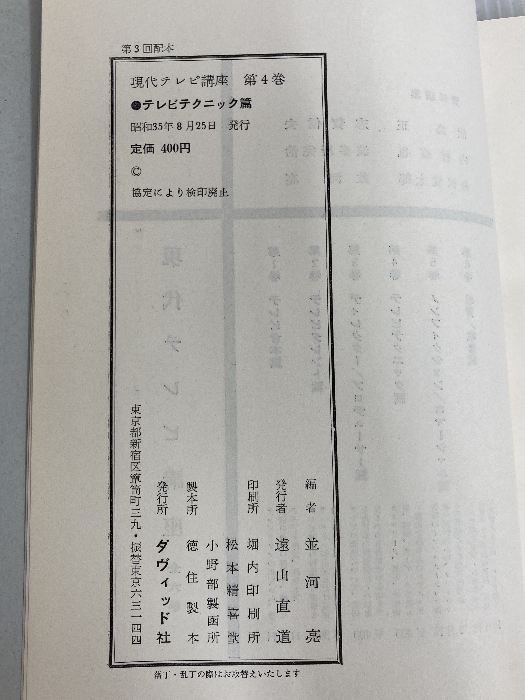 第3回配本
現代テレビ講座　第4巻
●テレビテクニック篇
昭和35年8月25日　発行
定価 400円
©
協定により検印廃止
編者　並河亮
発行者　遠山直道
印刷所　堀内印刷所
松本精喜堂
小野部製函所
製本所　徳住製本
発行所　ダヴィッド社
東京都新宿区簞笥町三九・振替東京六三一四四
落丁・乱丁の際はお取替えいたします